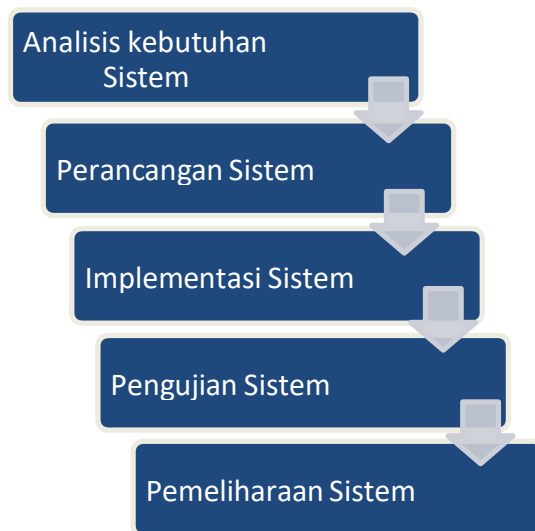 Analisis kebutuhan
Sistem
Perancangan Sistem
Implementasi Sistem
Pengujian Sistem
Pemeliharaan Sistem